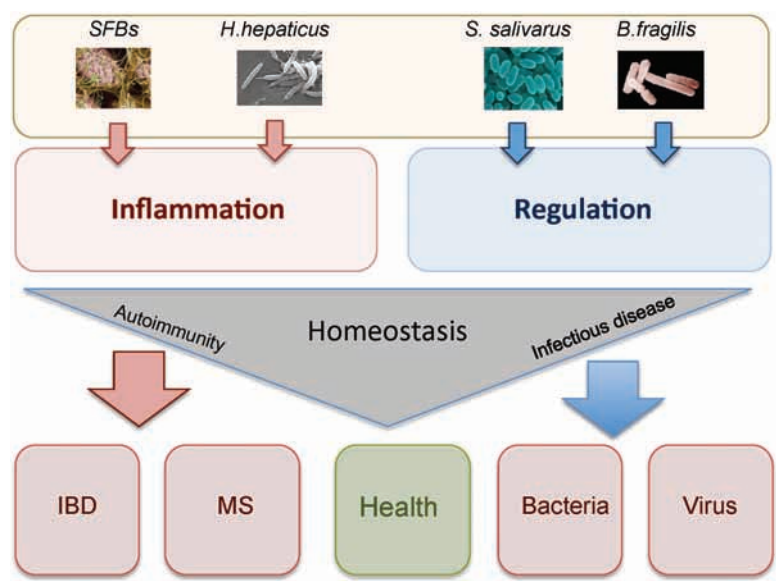 SFBs H.hepaticus S. salivarus B.fragilis
Inflammation Regulation
Autoimmunity Homeostasis Infectious disease
IBD MS Health Bacteria Virus